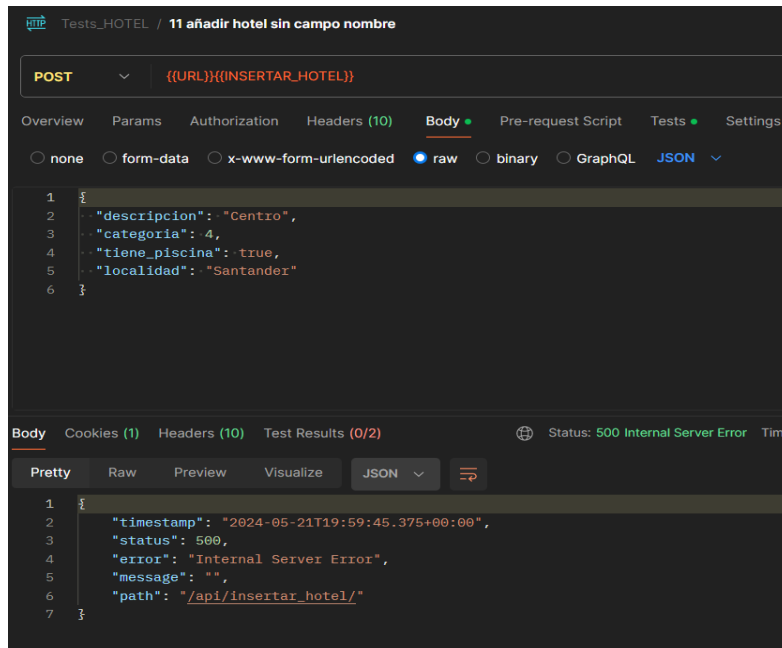 HTTP Tests_HOTEL / 11 añadir hotel sin campo nombre
POST {{URL}}{{INSERTAR_HOTEL}}
Overview Params Authorization Headers (10) Body Pre-request Script Tests Settings
none form-data x-www-form-urlencoded raw binary GraphQL JSON
1 {
2 "descripcion": "Centro",
3 "categoria": 4,
4 "tiene_piscina": true,
5 "localidad": "Santander"
6 }
Body Cookies (1) Headers (10) Test Results (0/2) Status: 500 Internal Server Error Tim
Pretty Raw Preview Visualize JSON
1 {
2 "timestamp": "2024-05-21T19:59:45.375+00:00",
3 "status": 500,
4 "error": "Internal Server Error",
5 "message": "",
6 "path": "/api/insertar_hotel/"
7 }